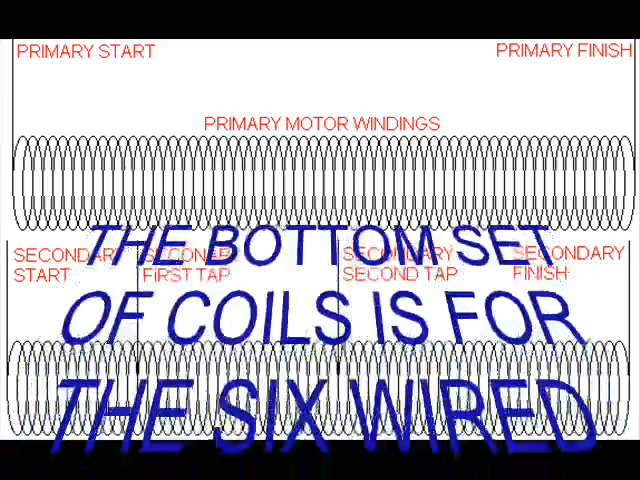 PRIMARY START
PRIMARY FINISH
PRIMARY MOTOR WINDINGS
THE BOTTOM SET
SECONDARY START
SECONARY FIRST TAP
SECONDARY SECOND TAP
SECONDARY FINISH
OF COILS IS FOR
THE SIX WIRED